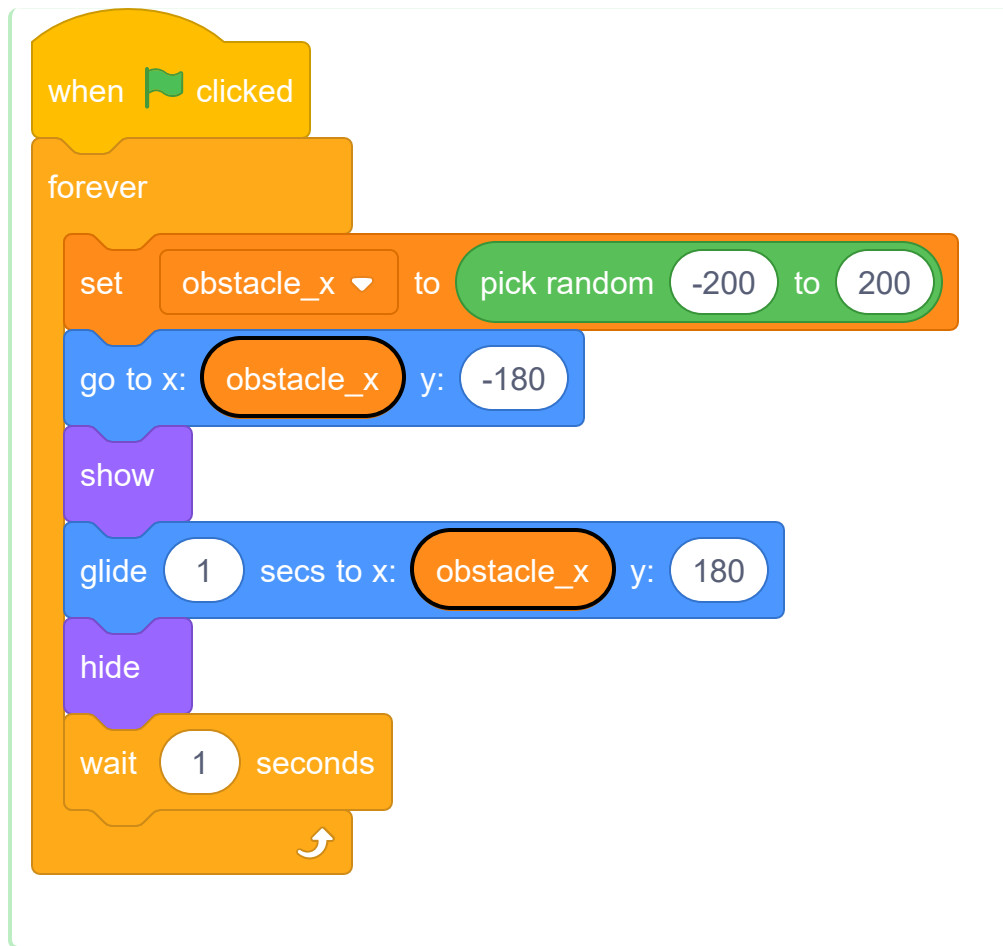 when clicked
forever
set obstacle_x to pick random -200 to 200
go to x: obstacle_x y: -180
show
glide 1 secs to x: obstacle_x y: 180
hide
wait 1 seconds